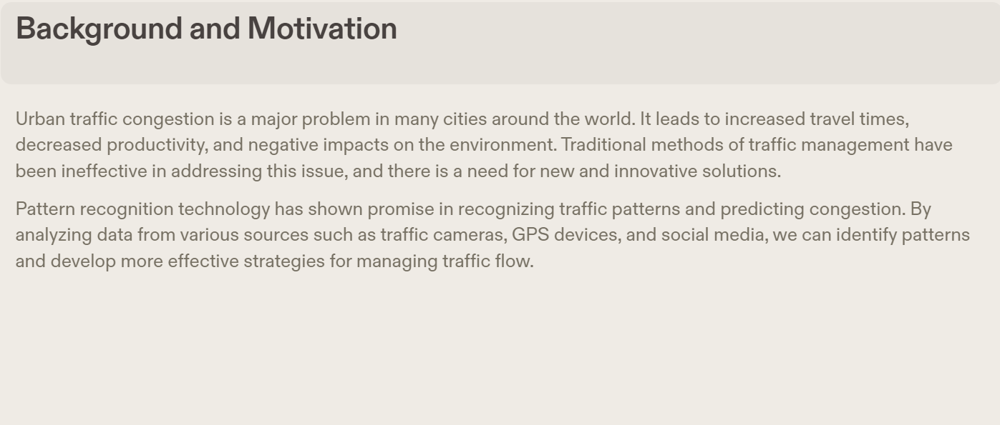 Background and Motivation
Urban traffic congestion is a major problem in many cities around the world. It leads to increased travel times,
decreased productivity, and negative impacts on the environment. Traditional methods of traffic management have
been ineffective in addressing this issue, and there is a need for new and innovative solutions.
Pattern recognition technology has shown promise in recognizing traffic patterns and predicting congestion. By
analyzing data from various sources such as traffic cameras, GPS devices, and social media, we can identify patterns
and develop more effective strategies for managing traffic flow.